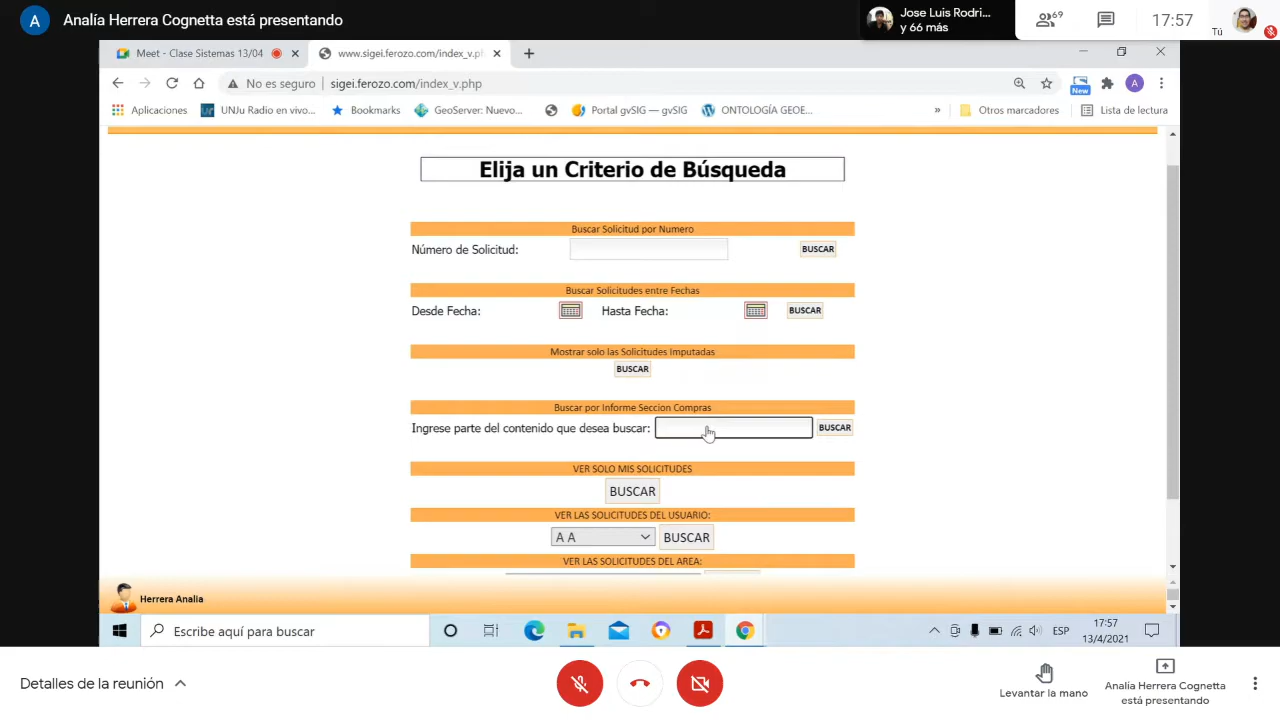 A Analía Herrera Cognetta está presentando
Jose Luis Rodri...
y 66 más
69
17:57
Tú
Meet - Clase Sistemas 13/04
www.sigei.ferozo.com/index_v.ph
No es seguro
sigei.ferozo.com/index_v.php
A
New
Aplicaciones
UNJu Radio en vivo...
Bookmarks
GeoServer: Nuevo...
Portal gvSIG — gvSIG
ONTOLOGÍA GEOE...
»
Otros marcadores
Lista de lectura
Elija un Criterio de Búsqueda
Buscar Solicitud por Numero
Número de Solicitud:
BUSCAR
Buscar Solicitudes entre Fechas
Desde Fecha:
Hasta Fecha:
BUSCAR
Mostrar solo las Solicitudes Imputadas
BUSCAR
Buscar por Informe Seccion Compras
Ingrese parte del contenido que desea buscar:
BUSCAR
VER SOLO MIS SOLICITUDES
BUSCAR
VER LAS SOLICITUDES DEL USUARIO:
A A
BUSCAR
VER LAS SOLICITUDES DEL AREA:
Herrera Analia
Escribe aquí para buscar
ESP
17:57
13/4/2021
Detalles de la reunión
Levantar la mano
Analía Herrera Cognetta
está presentando